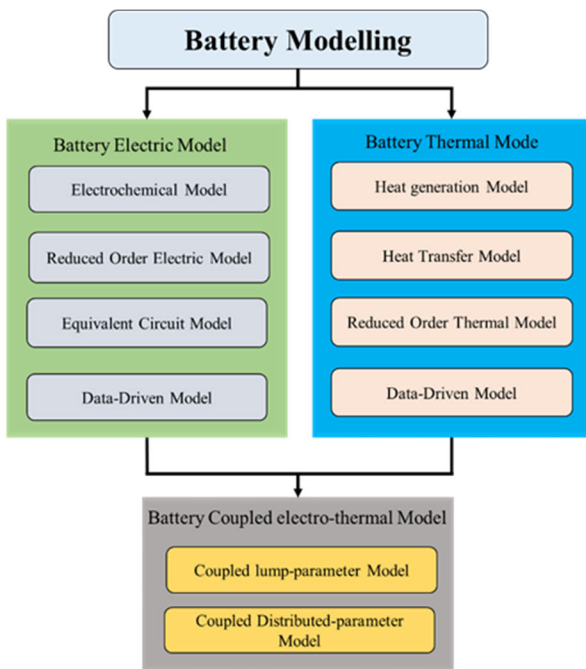 Battery Modelling
Battery Electric Model
Electrochemical Model
Reduced Order Electric Model
Equivalent Circuit Model
Data-Driven Model
Battery Thermal Mode
Heat generation Model
Heat Transfer Model
Reduced Order Thermal Model
Data-Driven Model
Battery Coupled electro-thermal Model
Coupled lump-parameter Model
Coupled Distributed-parameter
Model